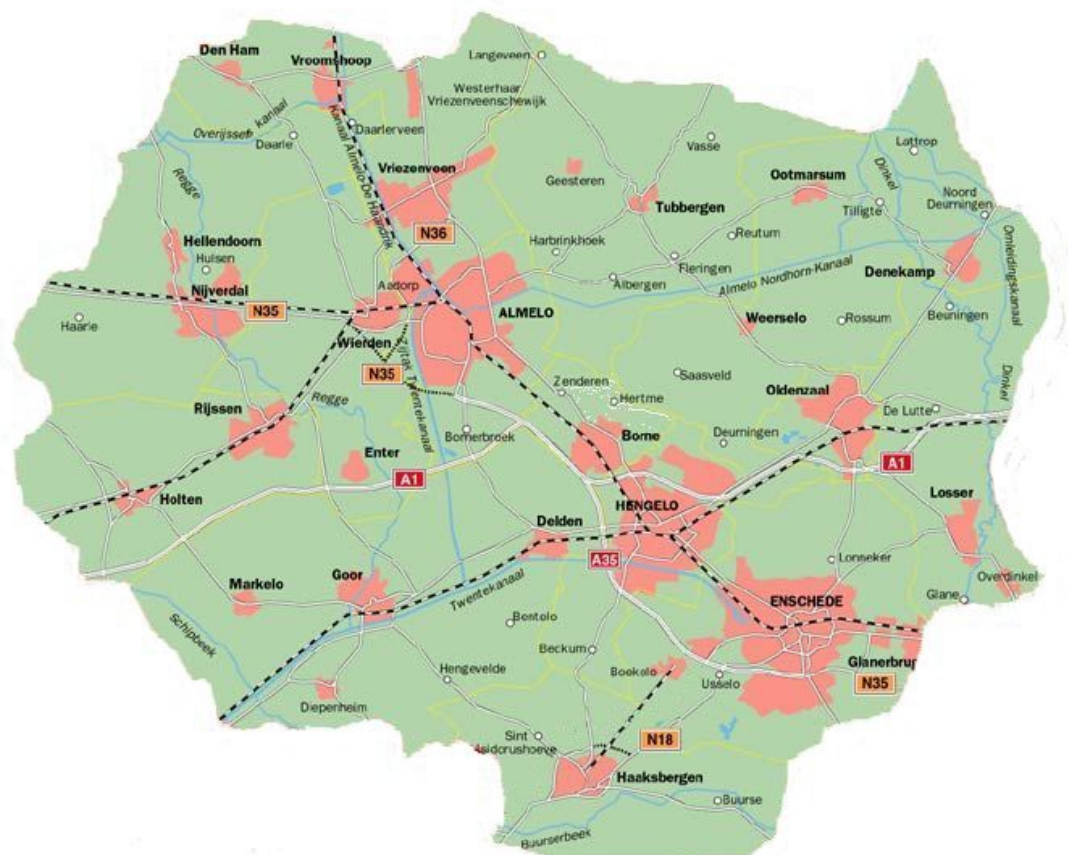 Den Ham
Vroomshoop
Langeveen
Westerhaar
Vriezenveenschewijk
Overijssels kanaal
Daarle
Daarlerveen
Kanaal Almelo-De Haandrik
Regge
Vriezenveen
Geesteren
Vasse
Lattrop
Dinkel
Ootmarsum
Noord
Deurningen
Tubbergen
Tilligte
N36
Hellendoorn
Hulsen
Harbrinkhoek
Reutum
Omleidingskanaal
Nijverdal
Aadorp
Fleringen
Denekamp
Albergen
Almelo Nordhorn-Kanaal
N35
ALMELO
Haarle
Weerselo
Rossum
Beuningen
Wierden
N35
Zijtak Twentekanaal
Zenderen
Saasveld
Oldenzaal
Dinkel
Rijssen
Regge
Hertme
De Lutte
Bornerbroek
Borne
Deurningen
Enter
A1
A1
Holten
HENGELO
Losser
Delden
A35
Lonneker
Markelo
Goor
Twentekanaal
Overdinkel
Glane
ENSCHEDE
Schipbeek
Bentelo
Beckum
Hengevelde
Boekelo
Usselo
Glanerbrug
N35
Diepenheim
Sint
Isidorushoeve
N18
Haaksbergen
Buurse
Buurserbeek